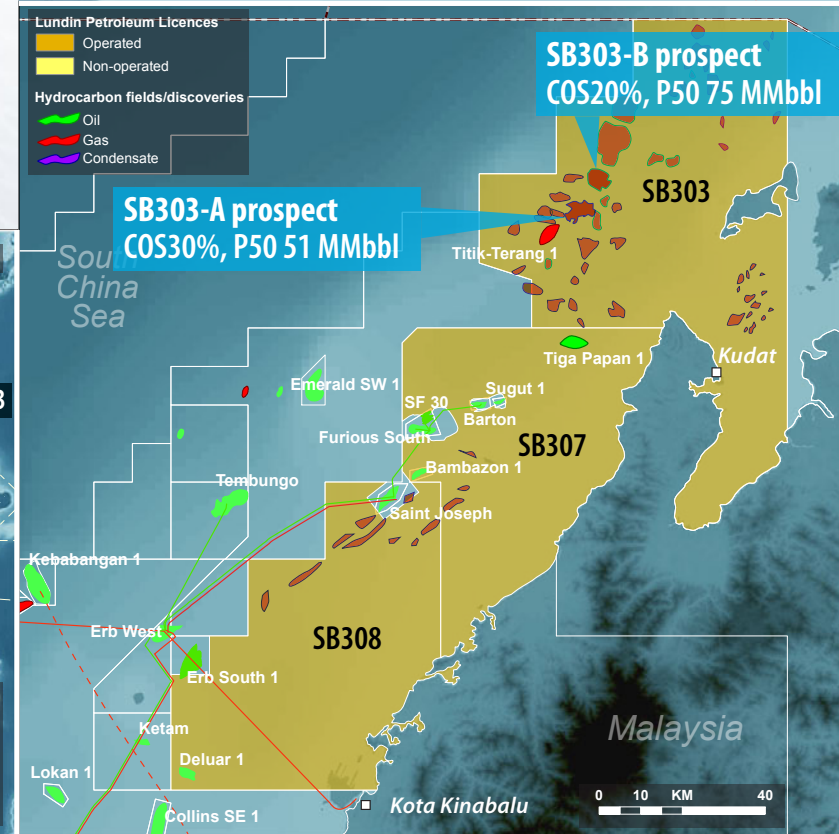 Lundin Petroleum Licences
Operated
Non-operated
Hydrocarbon fields/discoveries
Oil
Gas
Condensate
SB303-B prospect
COS20%, P50 75 MMbbl
SB303
SB303-A prospect
COS30%, P50 51 MMbbl
South
China
Sea
Titik-Terang 1
Tiga Papan 1
Kudat
Emerald SW 1
Sugut 1
SF 30
Barton
Furious South
SB307
3
Bambazon 1
Tembungo
Saint Joseph
Kebabangan 1
Erb West
SB308
Erb South 1
Ketam
Malaysia
Deluar 1
Lokan 1
0 10 KM 40
Kota Kinabalu
Collins SE 1